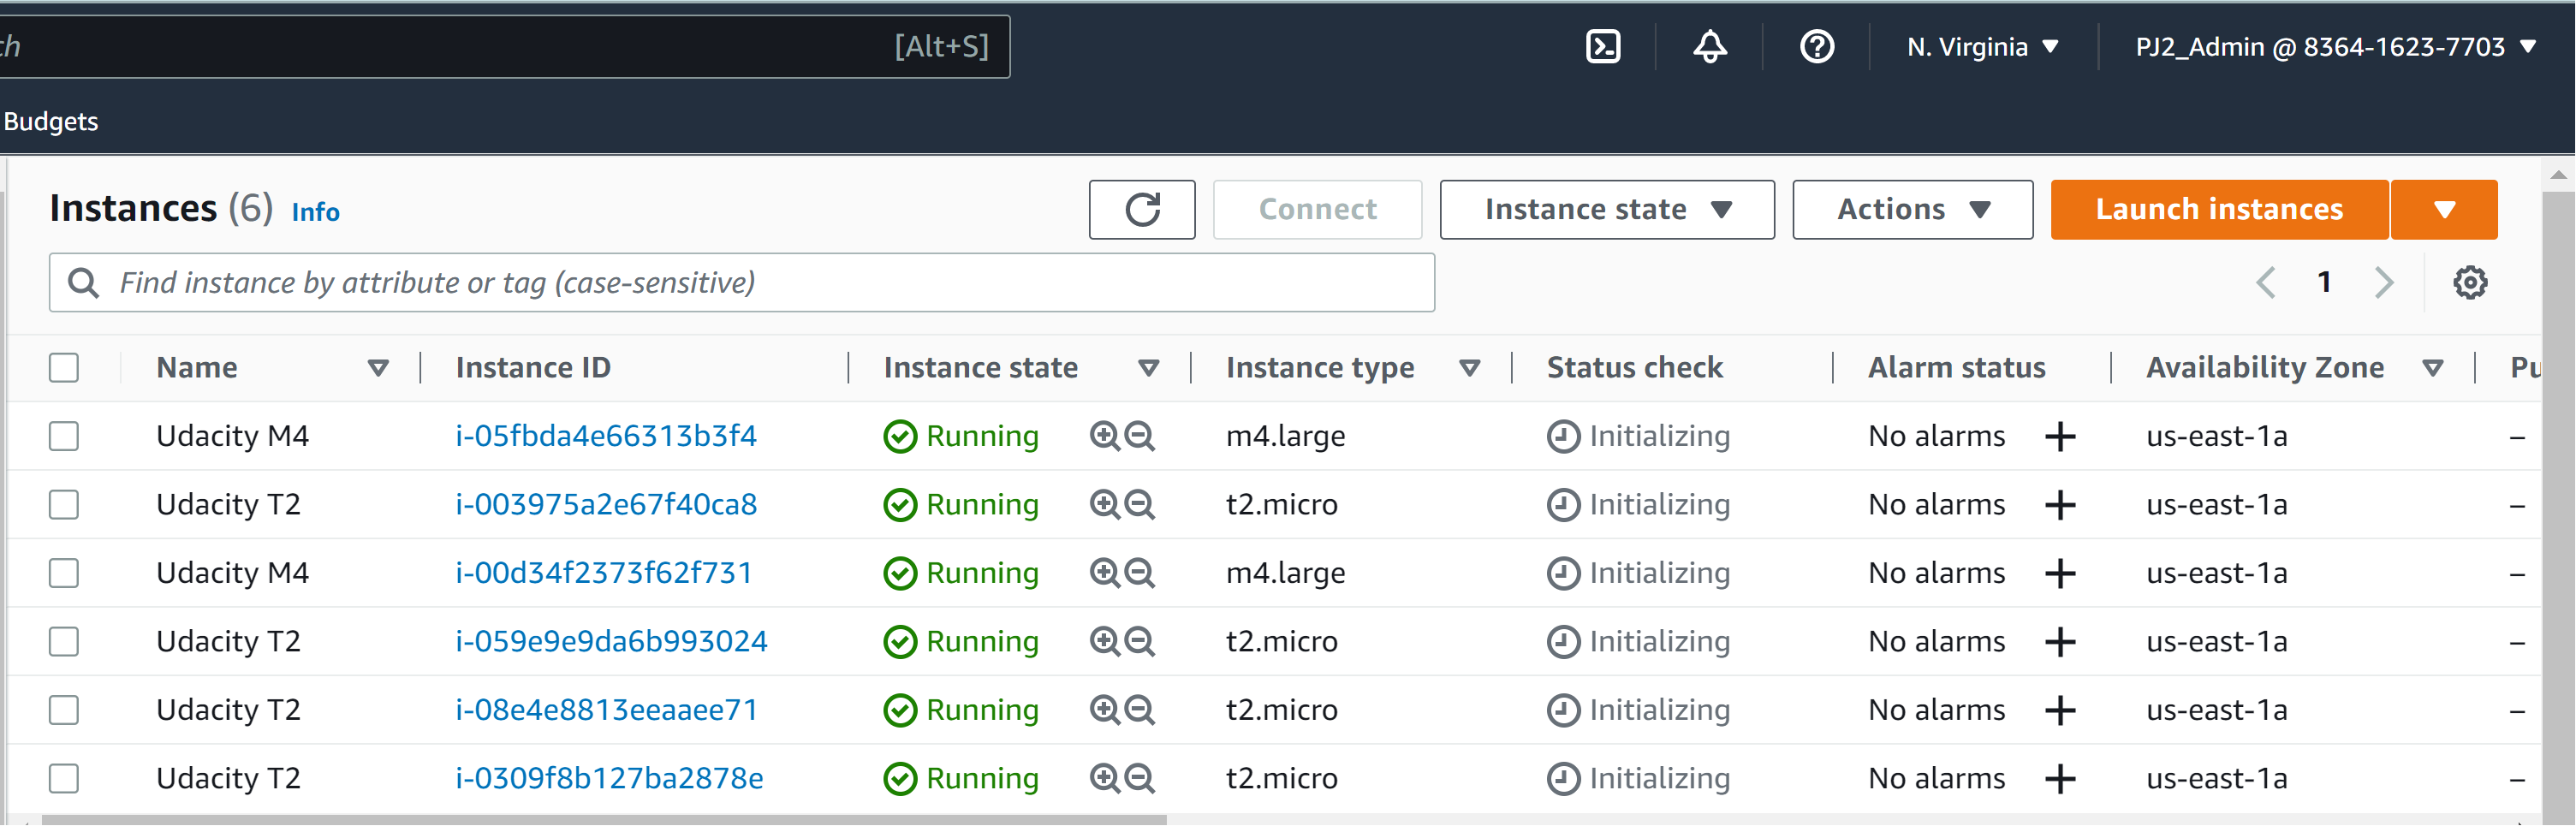 ch [Alt+S] N. Virginia PJ2_Admin @ 8364-1623-7703
Budgets
Instances (6) Info Connect Instance state Actions Launch instances
Find instance by attribute or tag (case-sensitive) 1
Name Instance ID Instance state Instance type Status check Alarm status Availability Zone Pu
Udacity M4 i-05fbda4e66313b3f4 Running m4.large Initializing No alarms + us-east-1a –
Udacity T2 i-003975a2e67f40ca8 Running t2.micro Initializing No alarms + us-east-1a –
Udacity M4 i-00d34f2373f62f731 Running m4.large Initializing No alarms + us-east-1a –
Udacity T2 i-059e9e9da6b993024 Running t2.micro Initializing No alarms + us-east-1a –
Udacity T2 i-08e4e8813eeaaee71 Running t2.micro Initializing No alarms + us-east-1a –
Udacity T2 i-0309f8b127ba2878e Running t2.micro Initializing No alarms + us-east-1a –